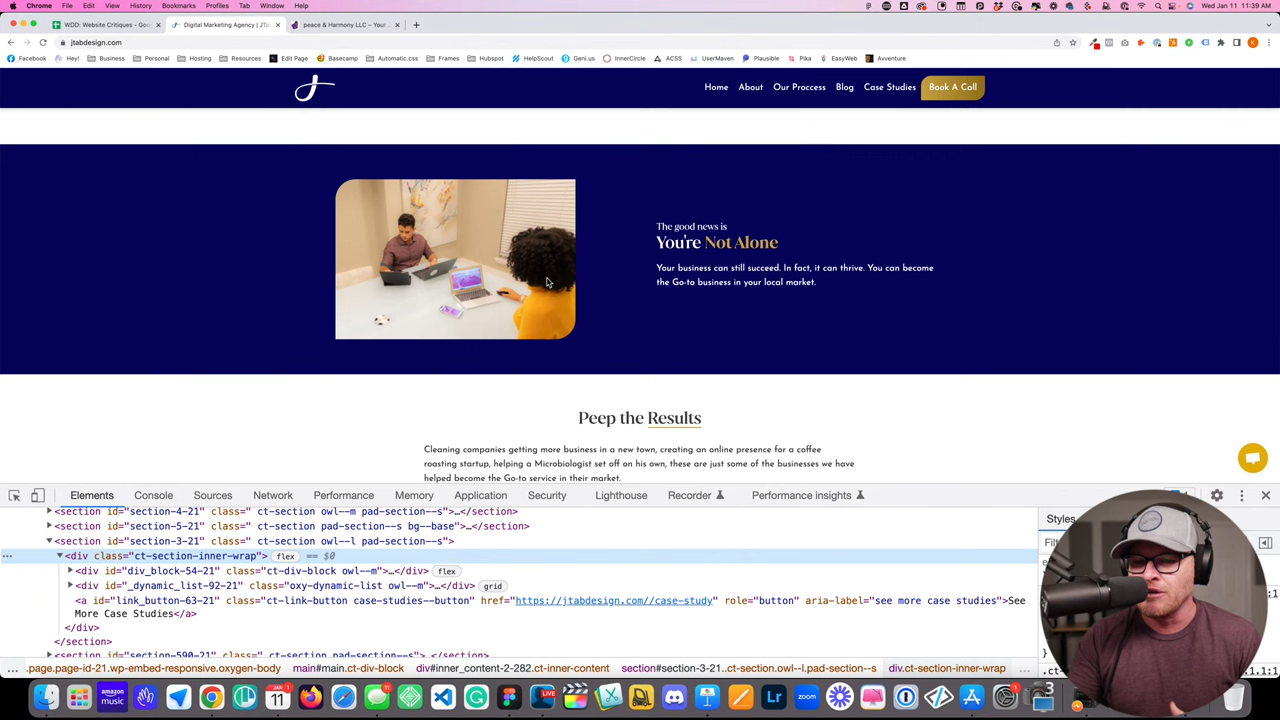 Chrome File Edit View History Bookmarks Profiles Tab Window Help
Wed Jan 11 11:39 AM
WDD: Website Critiques - Goo
Digital Marketing Agency | JTa
peace & Harmony LLC – Your
jtabdesign.com
Facebook Hey! Business Personal Hosting Resources Edit Page Basecamp Automatic.css Frames Hubspot HelpScout Geni.us InnerCircle ACSS UserMaven Plausible Pika EasyWeb Avventure
Home About Our Proccess Blog Case Studies Book A Call
The good news is
You're Not Alone
Your business can still succeed. In fact, it can thrive. You can become
the Go-to business in your local market.
Peep the Results
Cleaning companies getting more business in a new town, creating an online presence for a coffee
roasting startup, helping a Microbiologist set off on his own, these are just some of the businesses we have
helped become the Go-to service in their market.
Elements Console Sources Network Performance Memory Application Security Lighthouse Recorder Performance insights
<section id="section-4-21" class=" ct-section owl--m pad-section--s">…</section>
<section id="section-5-21" class=" ct-section pad-section--s bg--base">…</section>
<section id="section-3-21" class=" ct-section owl--l pad-section--s">
<div class="ct-section-inner-wrap"> flex == $0
<div id="div_block-54-21" class="ct-div-block owl--m">…</div> flex
<div id="_dynamic_list-92-21" class="oxy-dynamic-list owl--m">…</div> grid
<a id="link_button-63-21" class="ct-link-button case-studies--button" href="https://jtabdesign.com//case-study" role="button" aria-label="see more case studies">See
More Case Studies</a>
</div>
</section>
<section id="section-590-21" class=" ct-section pad-section--s">…</section>
… .page.page-id-21.wp-embed-responsive.oxygen-body main#main.ct-div-block div#inner_content-2-282.ct-inner-content section#section-3-21..ct-section.owl--l.pad-section--s div.ct-section-inner-wrap …
Styles